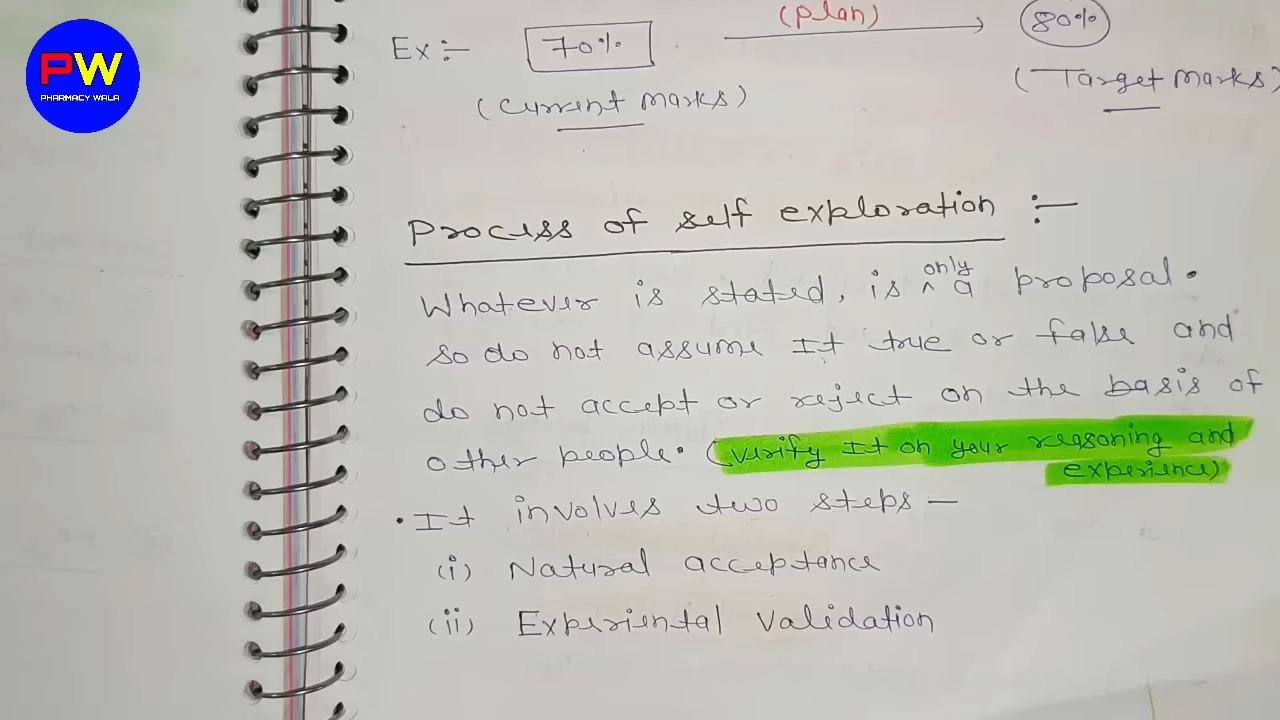 PW
PHARMACY WALA
(Plan)
Ex :- 70% 80%
(Current marks) (Target marks)
Process of self exploration :-
Whatever is stated, is ^ only a proposal.
so do not assume It true or false and
do not accept or reject on the basis of
other people. (verify It on your reasoning and
experience)
• It involves two steps —
(i) Natural acceptance
(ii) Experiental Validation